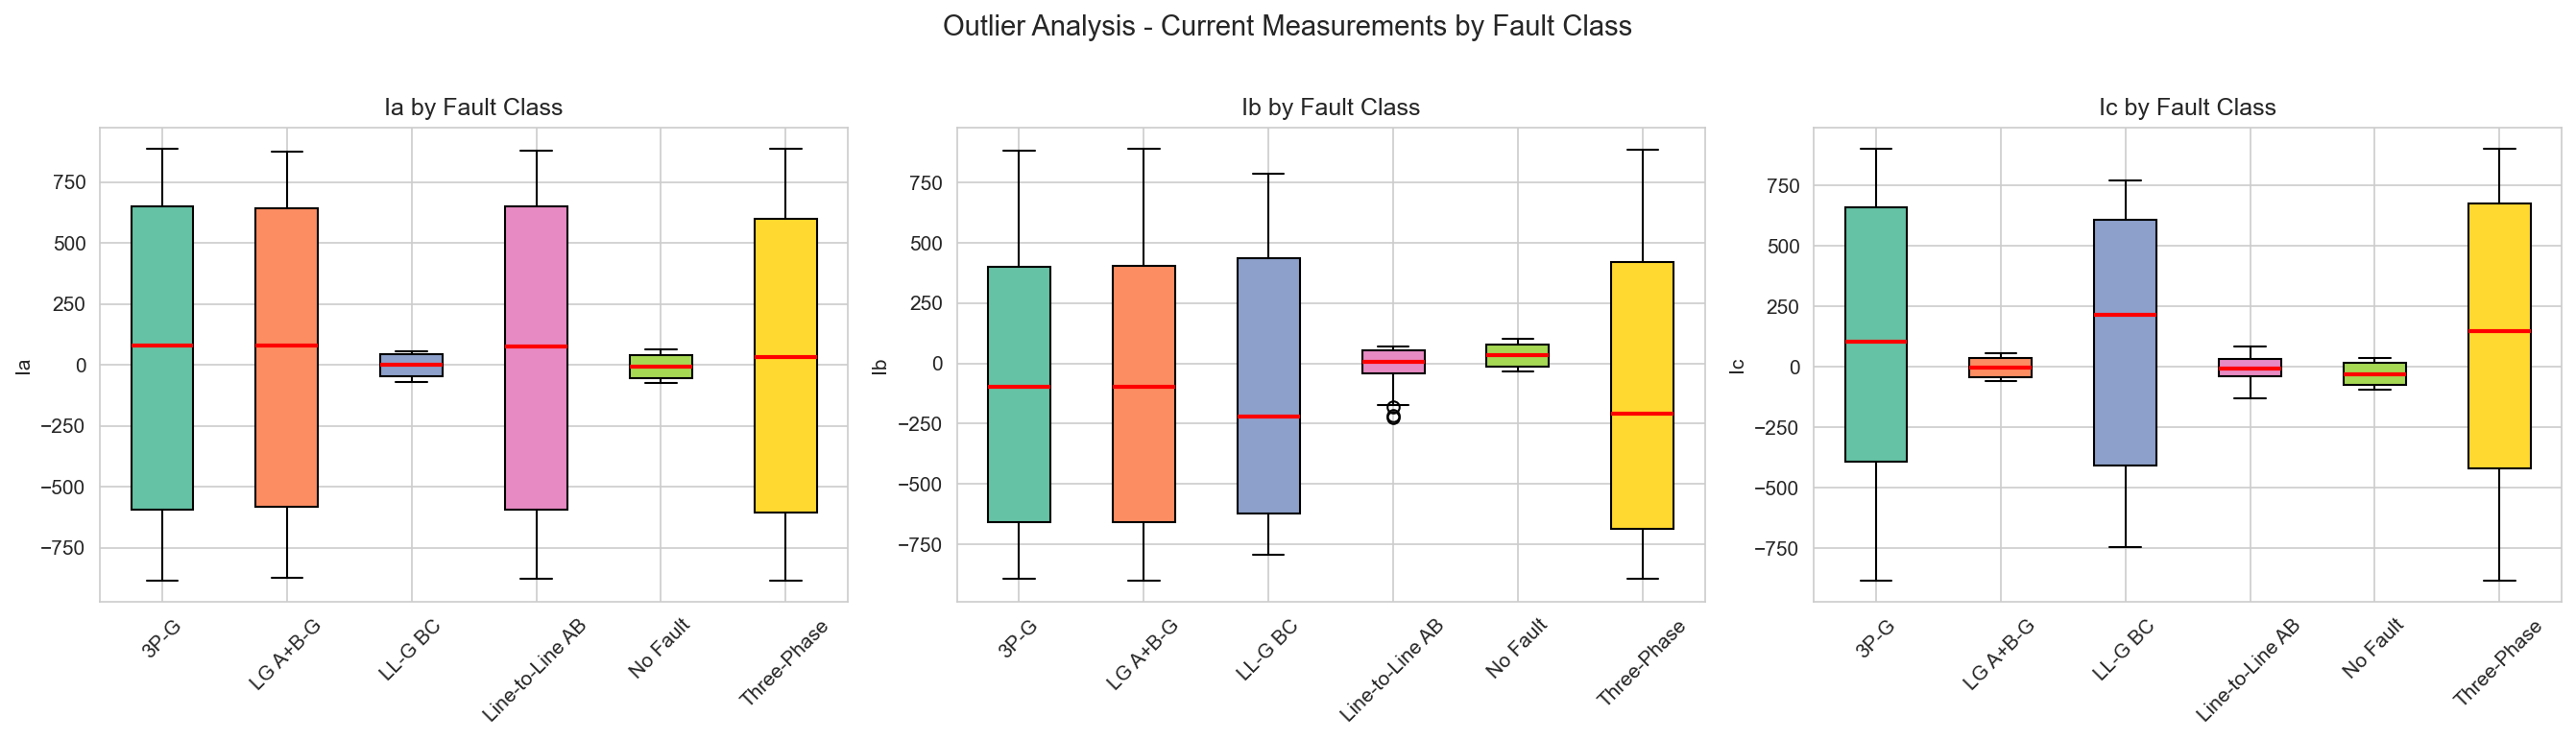 Outlier Analysis - Current Measurements by Fault Class
Ia by Fault Class
Ia
750
500
250
0
−250
−500
−750
3P-G
LG A+B-G
LL-G BC
Line-to-Line AB
No Fault
Three-Phase
Ib by Fault Class
Ib
750
500
250
0
−250
−500
−750
3P-G
LG A+B-G
LL-G BC
Line-to-Line AB
No Fault
Three-Phase
Ic by Fault Class
Ic
750
500
250
0
−250
−500
−750
3P-G
LG A+B-G
LL-G BC
Line-to-Line AB
No Fault
Three-Phase